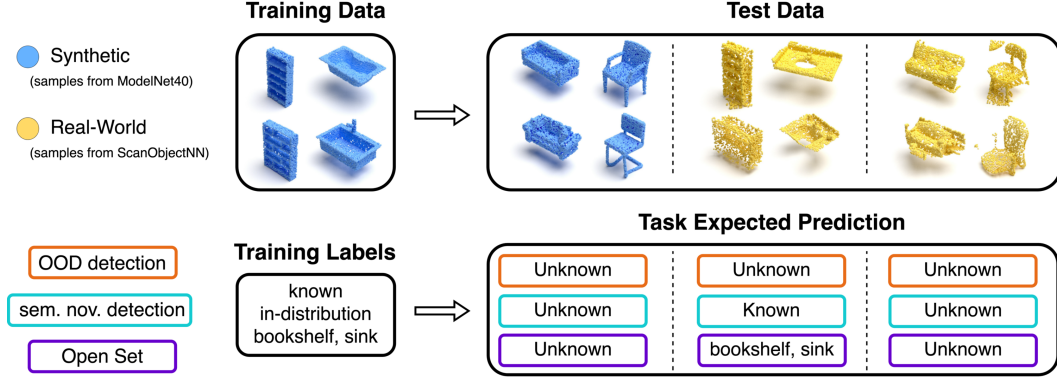 Training Data
Test Data
Synthetic
(samples from ModelNet40)
Real-World
(samples from ScanObjectNN)
Task Expected Prediction
Training Labels
OOD detection
sem. nov. detection
Open Set
known
in-distribution
bookshelf, sink
Unknown
Unknown
Unknown
Unknown
Known
Unknown
Unknown
bookshelf, sink
Unknown